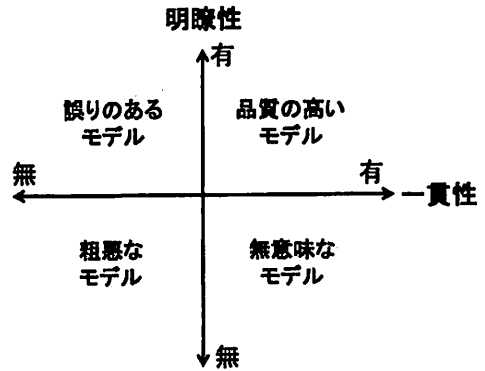 明瞭性
有
誤りのある
モデル
品質の高い
モデル
無
有
一貫性
粗悪な
モデル
無意味な
モデル
無